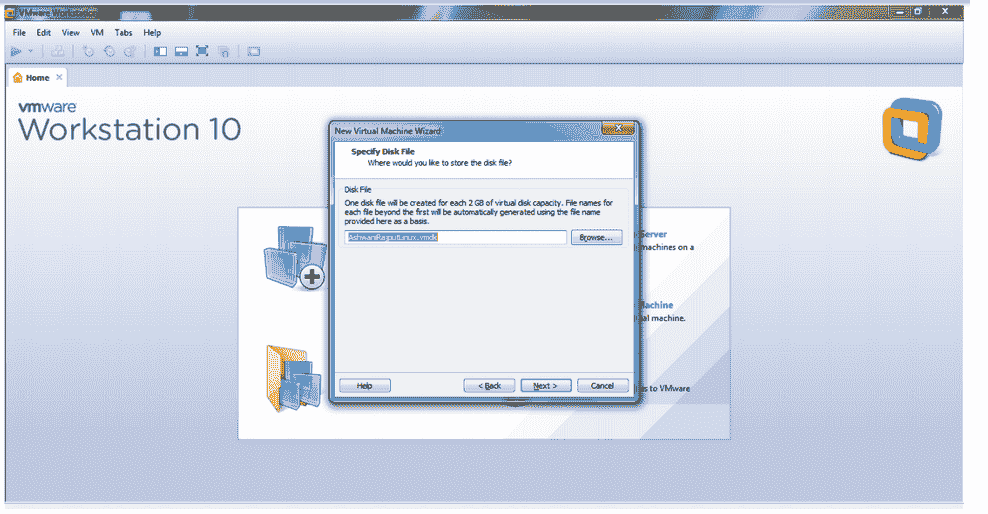 VMware Workstation
File Edit View VM Tabs Help
Home
vmware
Workstation 10
New Virtual Machine Wizard
Specify Disk File
Where would you like to store the disk file?
Disk File
One disk file will be created for each 2 GB of virtual disk capacity. File names for
each file beyond the first will be automatically generated using the file name
provided here as a basis.
AshwaniRajputLinux.vmdk
Browse...
Server
machines on a
Machine
al machine.
is to VMware
Help
< Back
Next >
Cancel